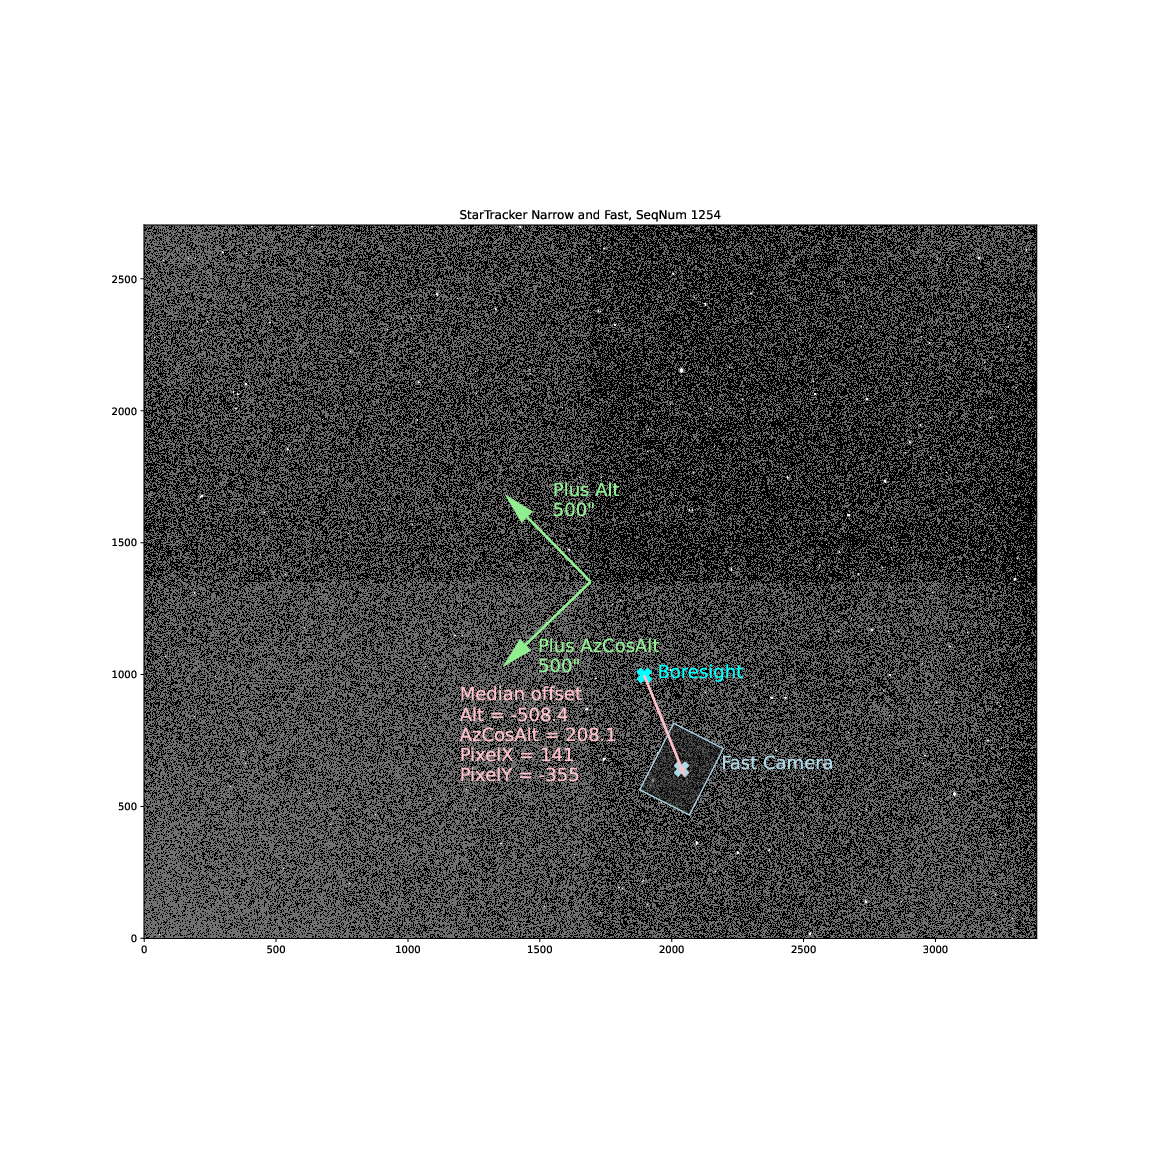 StarTracker Narrow and Fast, SeqNum 1254
2500
2000
1500
1000
500
0
Plus Alt
500"
Plus AzCosAlt
500"
Boresight
Median offset
Alt = -508.4
AzCosAlt = 208.1
PixelX = 141
PixelY = -355
Fast Camera
0
500
1000
1500
2000
2500
3000